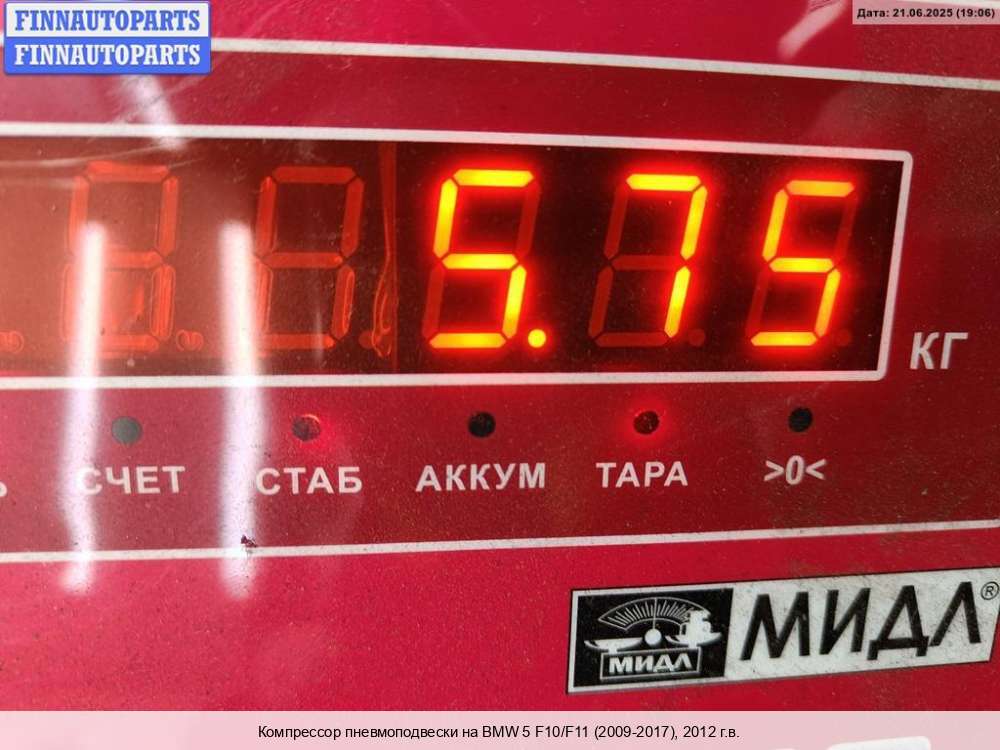 FINNAUTOPARTS
FINNAUTOPARTS
Дата: 21.06.2025 (19:06)
5.75
КГ
СЧЕТ СТАБ АККУМ ТАРА >0<
МИДЛ МИДЛ®
Компрессор пневмоподвески на BMW 5 F10/F11 (2009-2017), 2012 г.в.